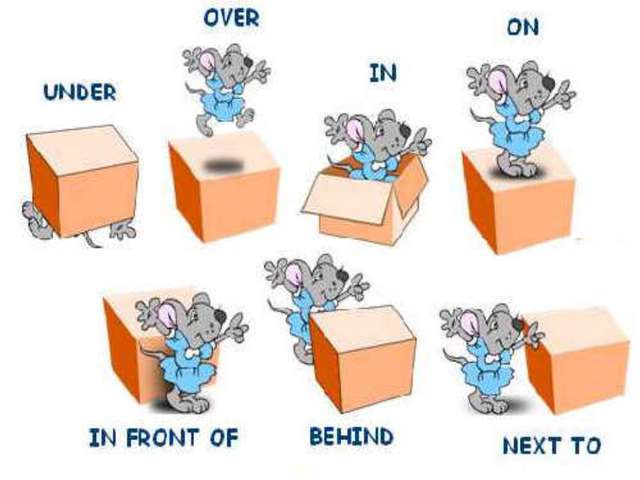 UNDER
OVER
IN
ON
IN FRONT OF
BEHIND
NEXT TO